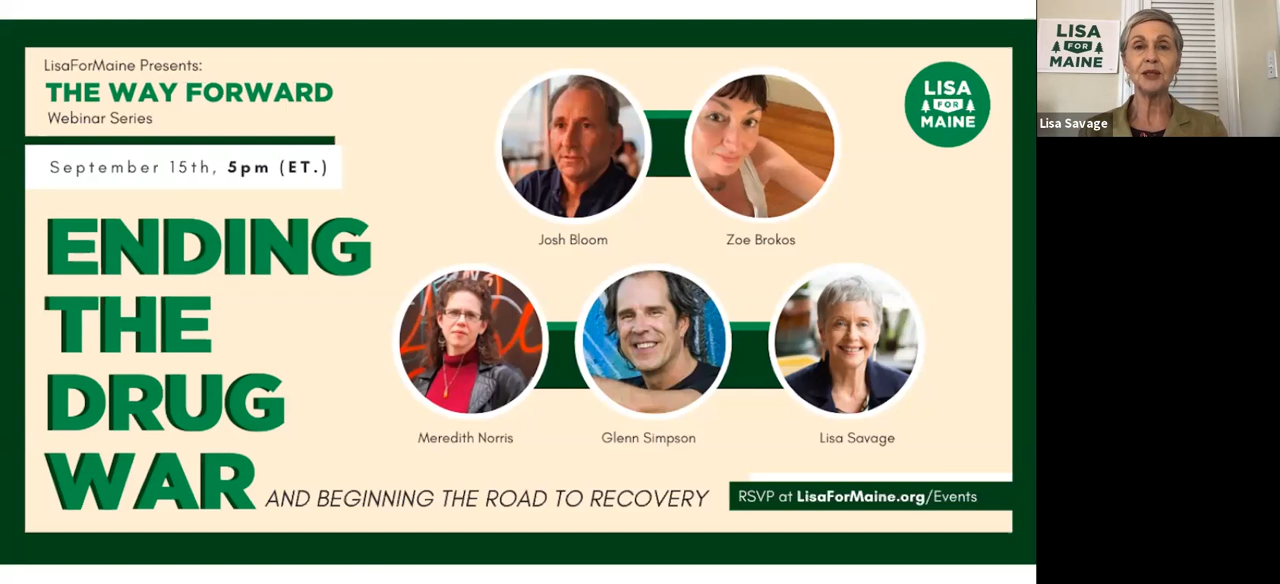 LisaForMaine Presents:
THE WAY FORWARD
Webinar Series
September 15th, 5pm (ET.)
ENDING
THE
DRUG
WAR
AND BEGINNING THE ROAD TO RECOVERY
Josh Bloom
Zoe Brokos
Meredith Norris
Glenn Simpson
Lisa Savage
LISA
FOR
MAINE
RSVP at LisaForMaine.org/Events
LISA
FOR
MAINE
Lisa Savage